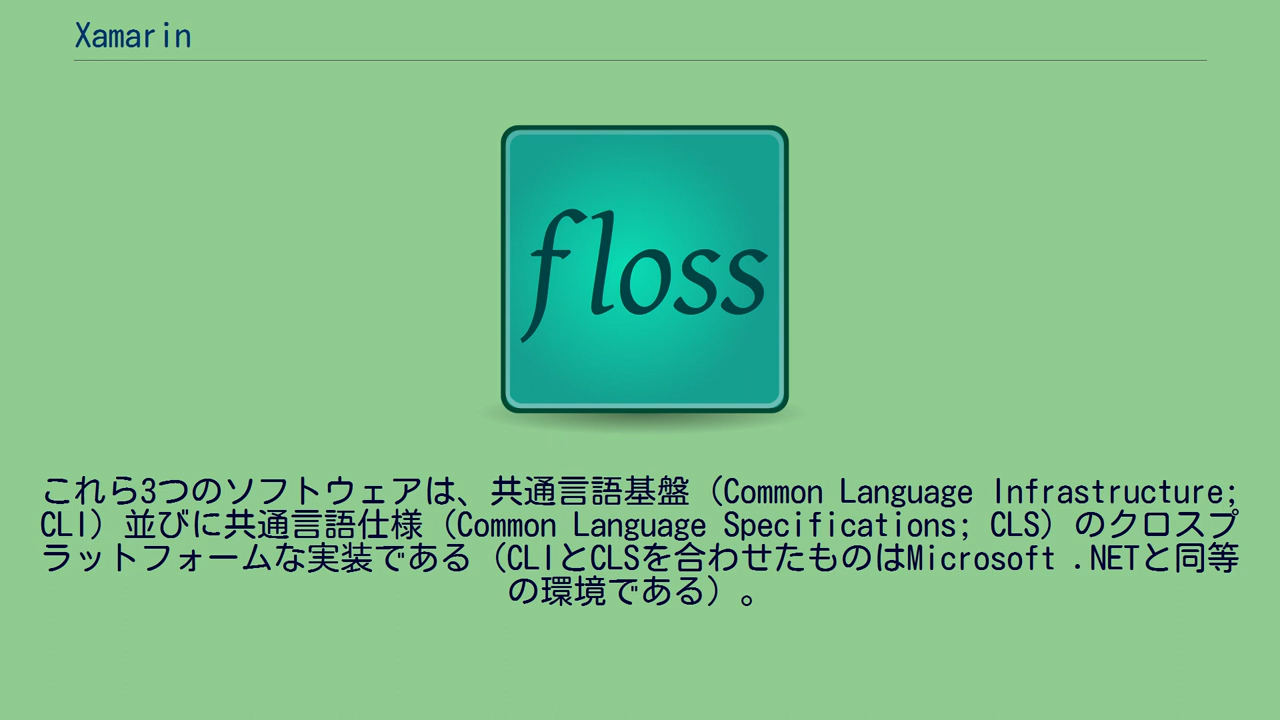 Xamarin
floss
これら3つのソフトウェアは、共通言語基盤（Common Language Infrastructure;
CLI）並びに共通言語仕様（Common Language Specifications; CLS）のクロスプ
ラットフォームな実装である（CLIとCLSを合わせたものはMicrosoft .NETと同等
の環境である）。